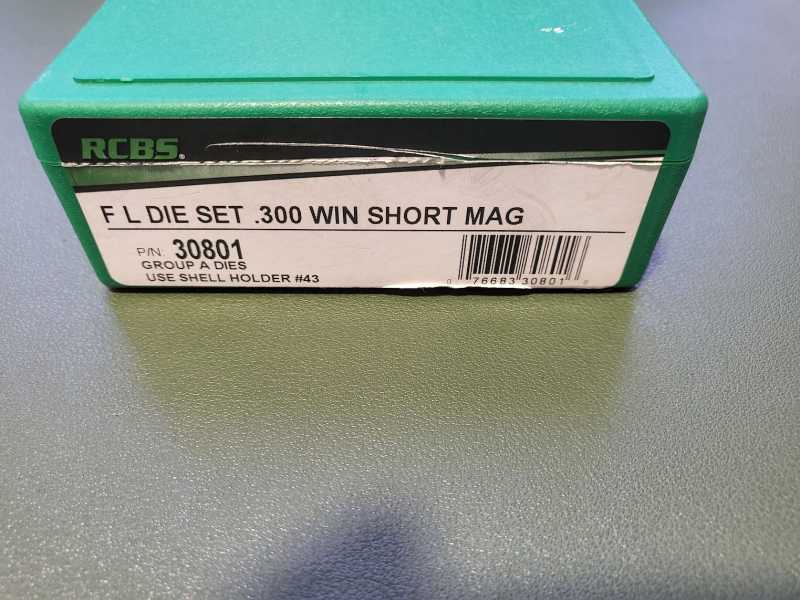 RCBS.
F L DIE SET .300 WIN SHORT MAG
P/N: 30801
GROUP A DIES
USE SHELL HOLDER #43
0 76683 30801 6